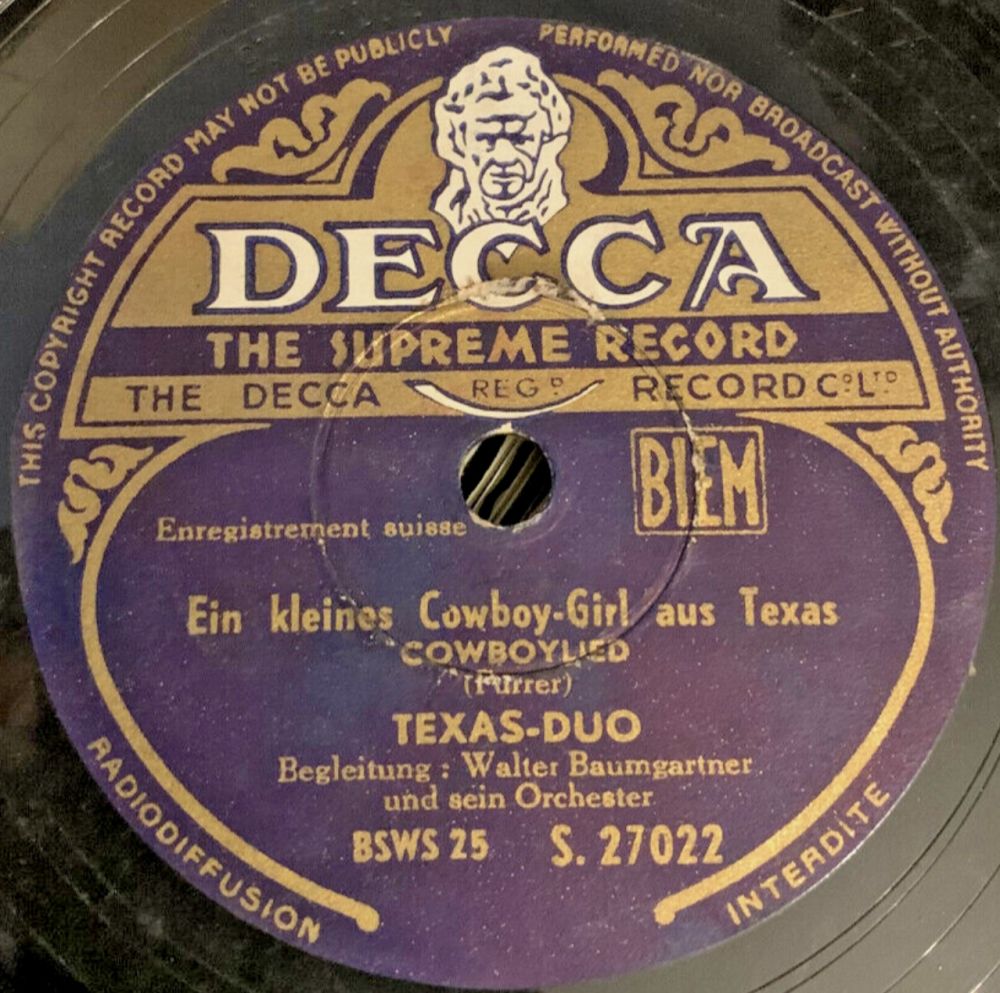 THIS COPYRIGHT RECORD MAY NOT BE PUBLICLY PERFORMED NOR BROADCAST WITHOUT AUTHORITY
DECCA
THE SUPREME RECORD
THE DECCA REGD RECORD CO. LTD
BIEM
Enregistrement suisse
Ein kleines Cowboy-Girl aus Texas
COWBOYLIED
(Furrer)
TEXAS-DUO
Begleitung : Walter Baumgartner
und sein Orchester
BSWS 25 S. 27022
RADIODIFFUSION INTERDITE